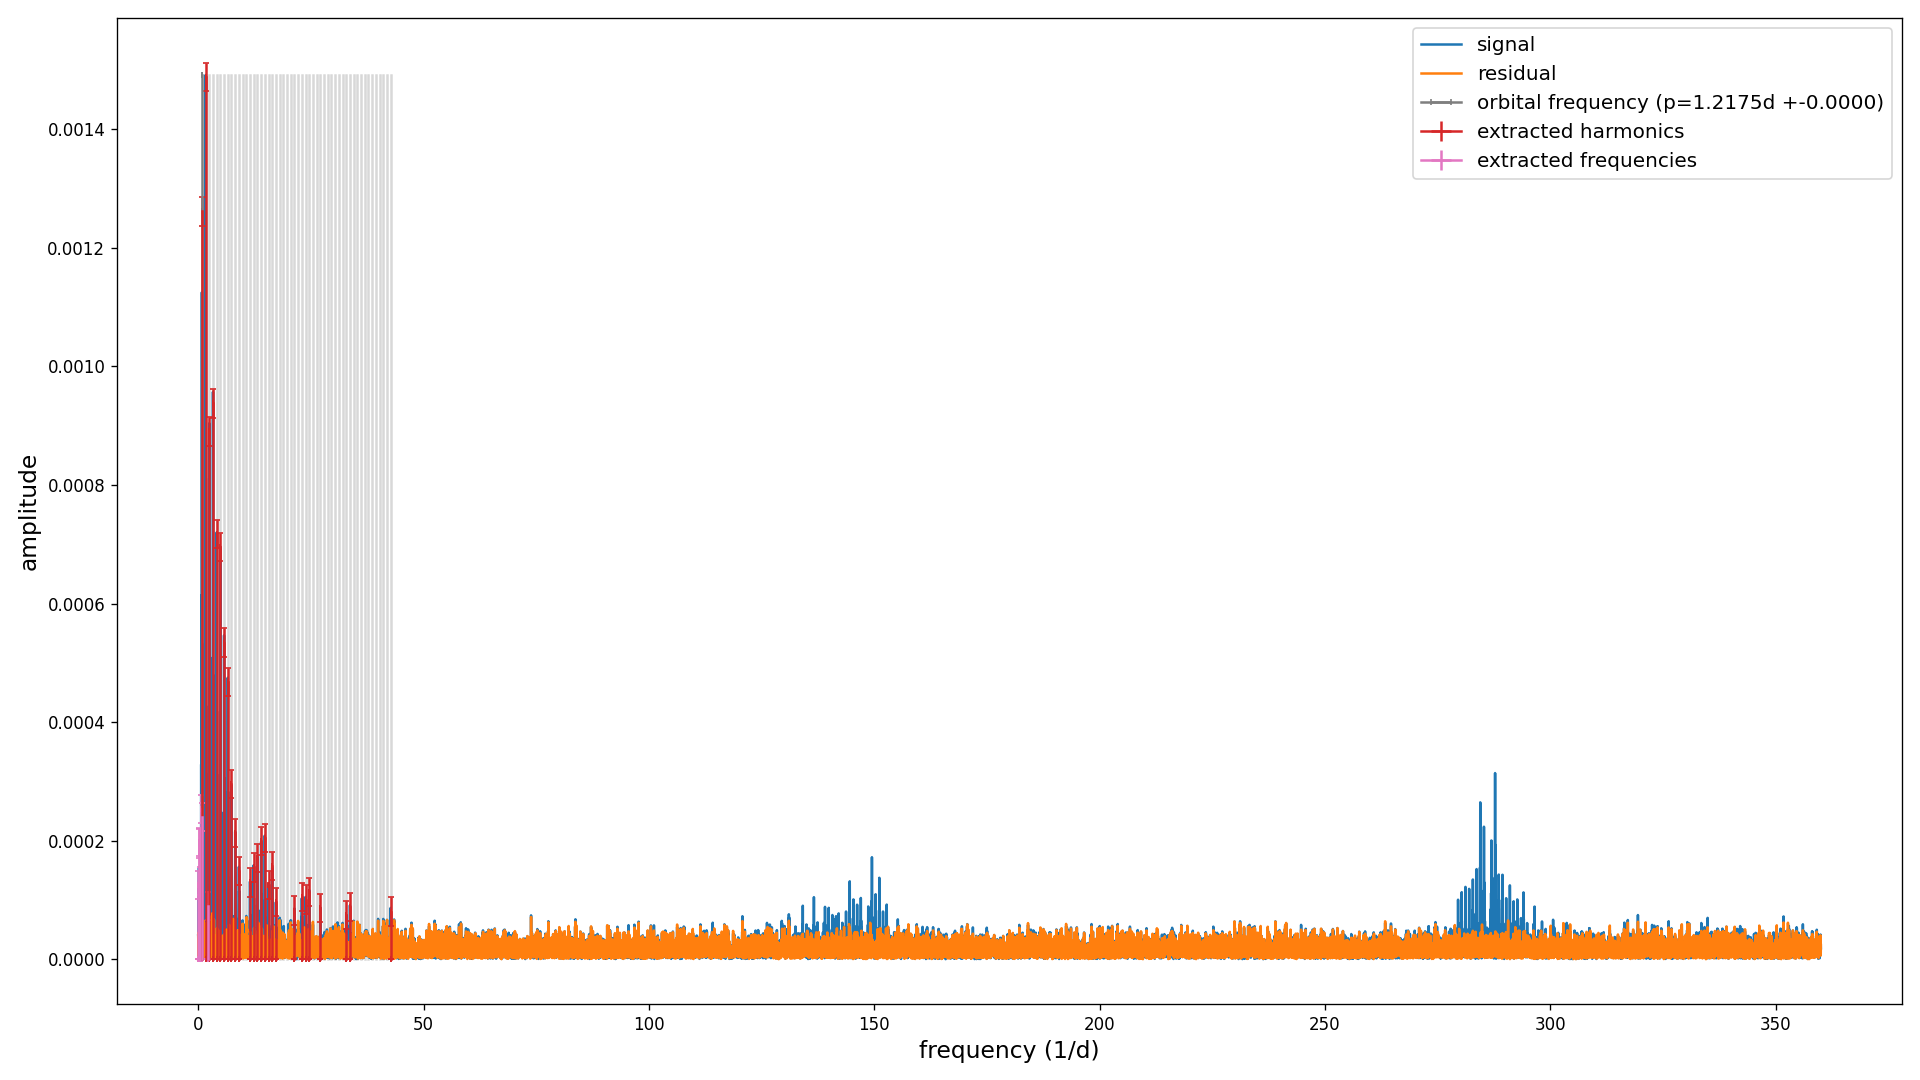 signal
residual
orbital frequency (p=1.2175d +-0.0000)
extracted harmonics
extracted frequencies
0.0014
0.0012
0.0010
0.0008
0.0006
0.0004
0.0002
0.0000
amplitude
0 50 100 150 200 250 300 350
frequency (1/d)